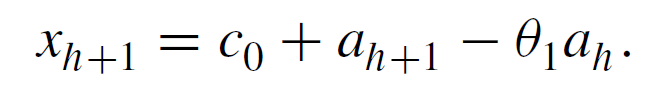 x_{h+1} = c_0 + a_{h+1} − θ_1 a_h.